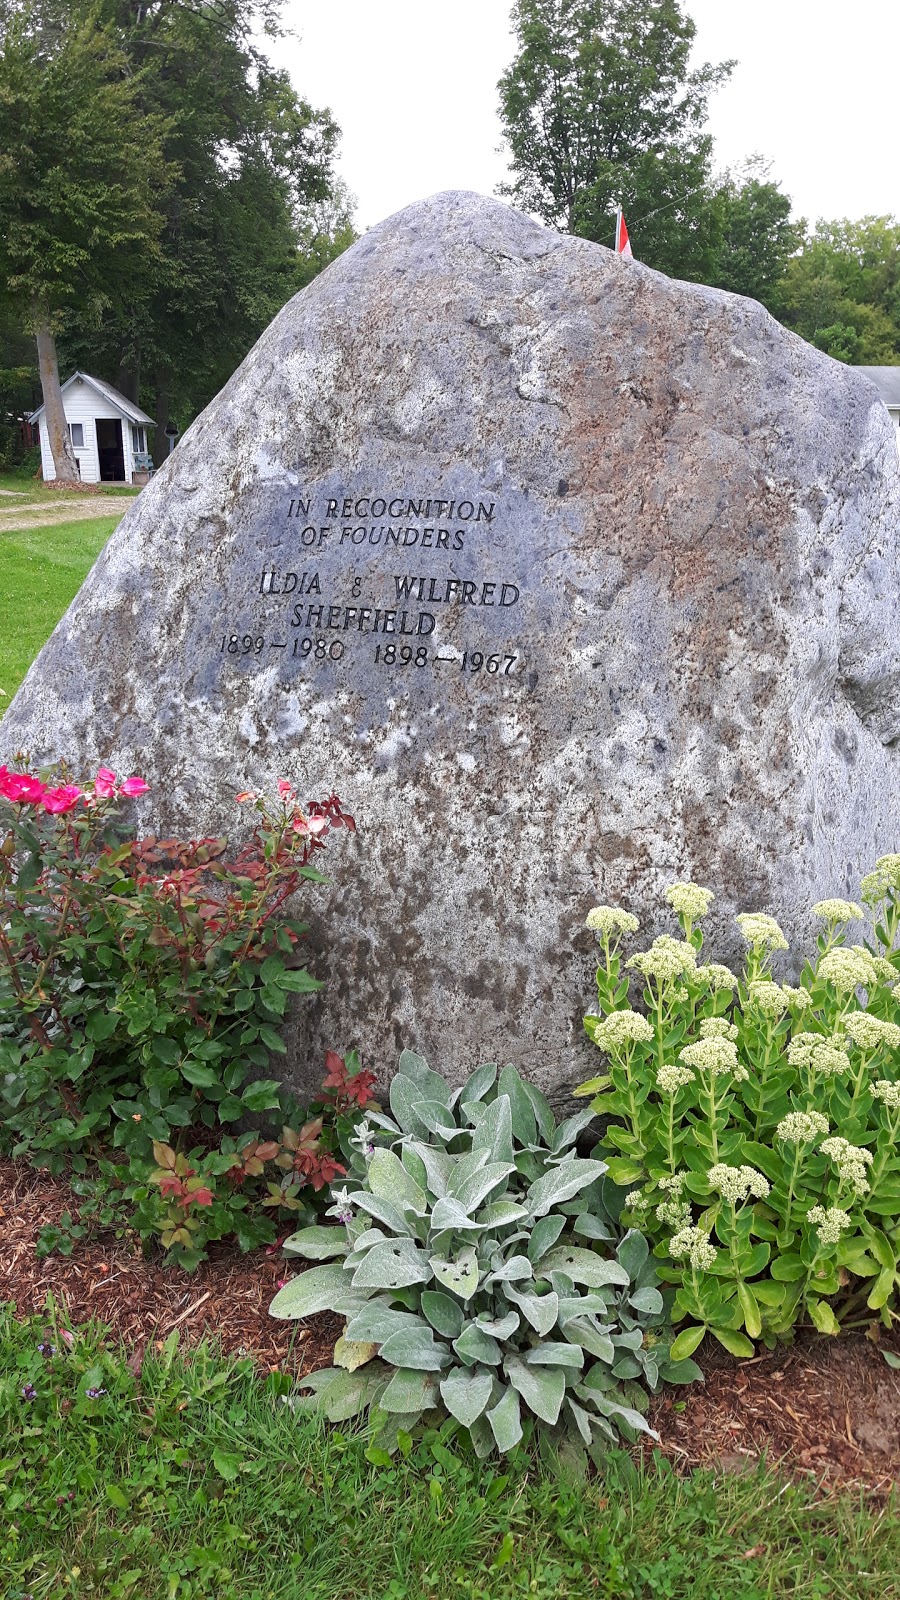 IN RECOGNITION
OF FOUNDERS
ILDIA & WILFRED
SHEFFIELD
1899-1980 1898-1967